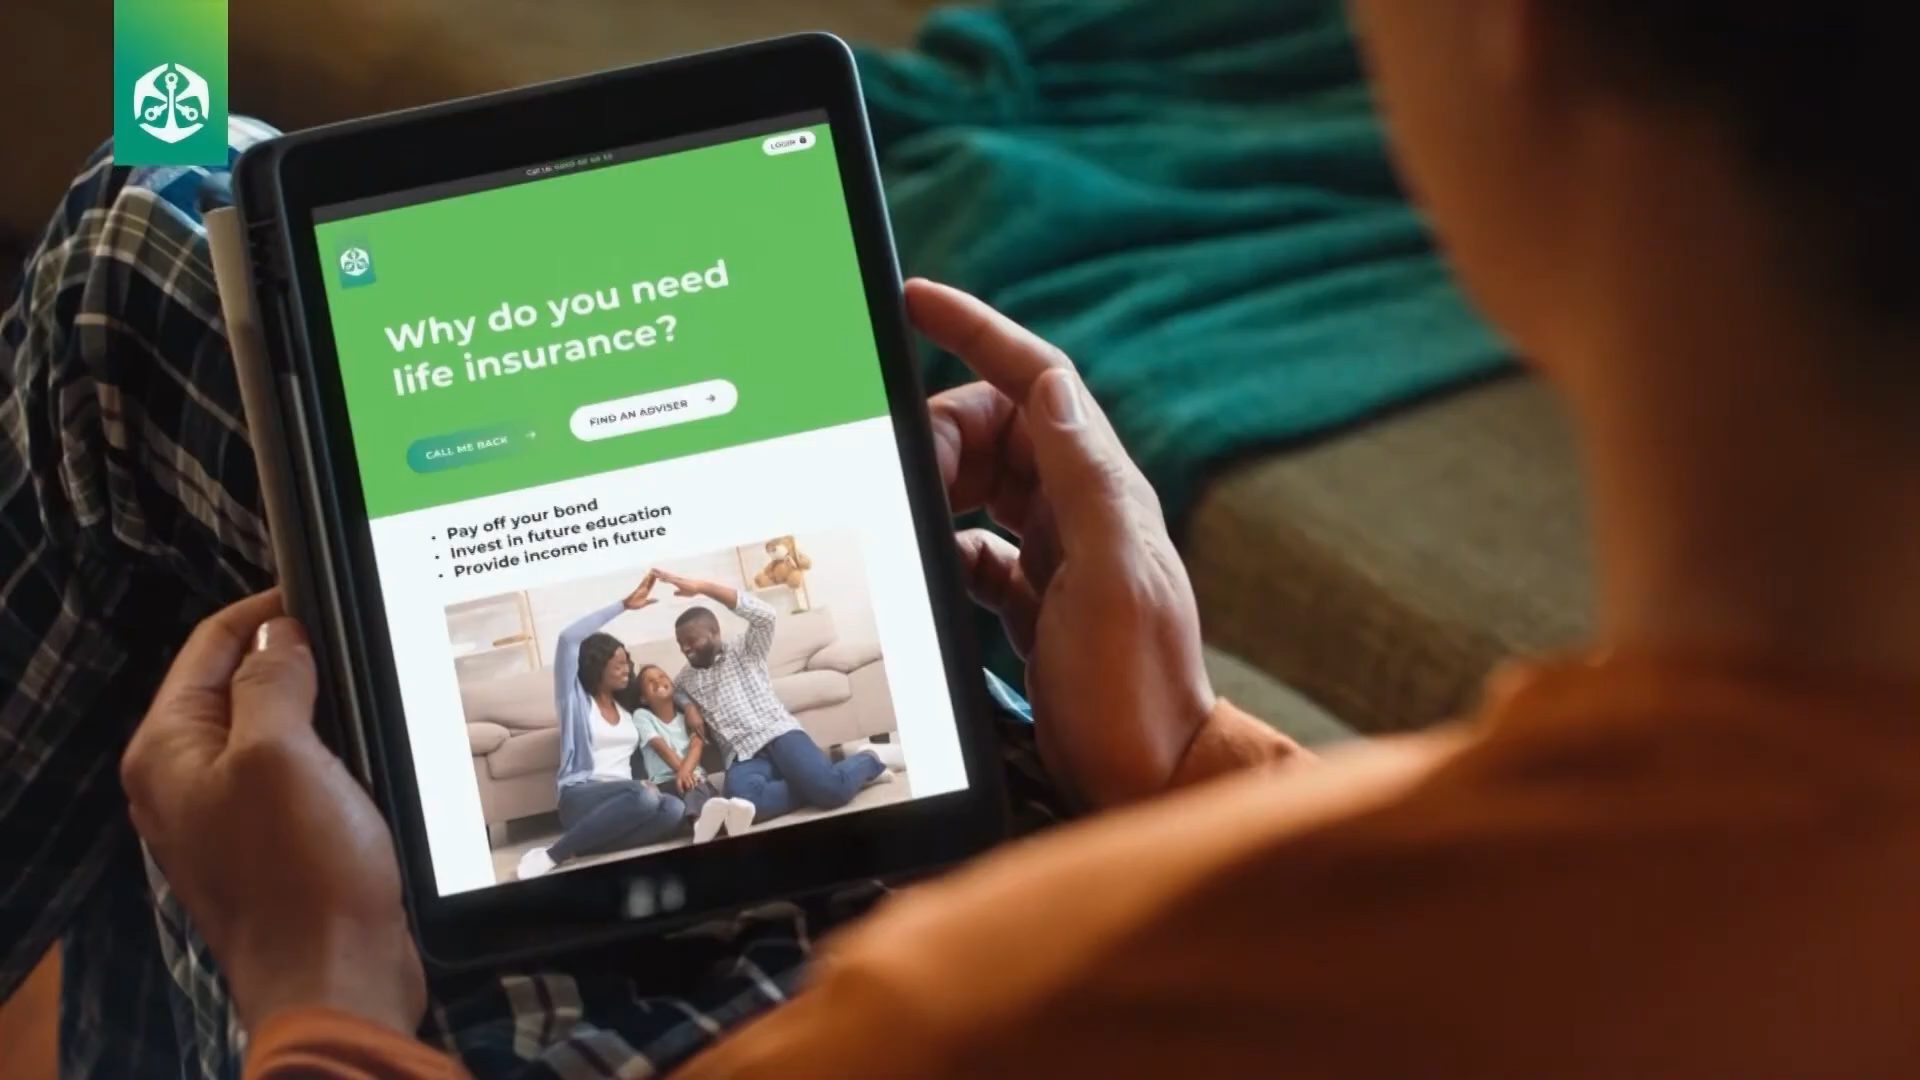 LOGIN
Why do you need
life insurance?
CALL ME BACK
FIND AN ADVISER
• Pay off your bond
• Invest in future education
• Provide income in future